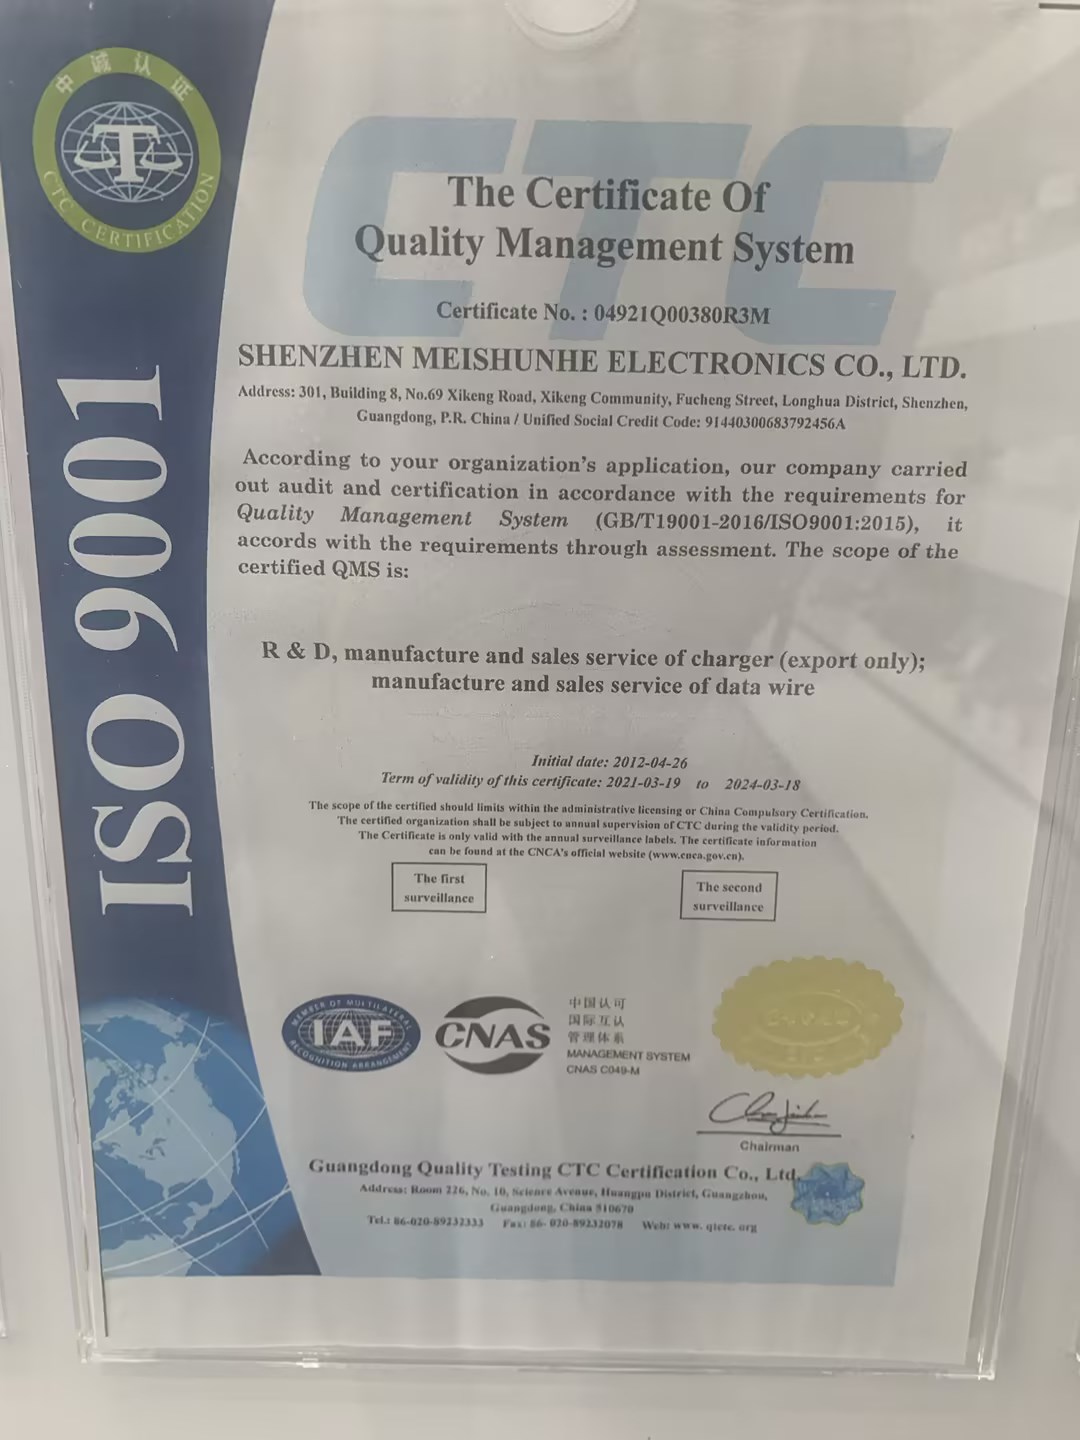 中诚认证
CTC CERTIFICATION
ISO 9001
CTC
The Certificate Of
Quality Management System
Certificate No. : 04921Q00380R3M
SHENZHEN MEISHUNHE ELECTRONICS CO., LTD.
Address: 301, Building 8, No.69 Xikeng Road, Xikeng Community, Fucheng Street, Longhua District, Shenzhen,
Guangdong, P.R. China / Unified Social Credit Code: 91440300683792456A
According to your organization's application, our company carried
out audit and certification in accordance with the requirements for
Quality Management System (GB/T19001-2016/ISO9001:2015), it
accords with the requirements through assessment. The scope of the
certified QMS is:
R & D, manufacture and sales service of charger (export only);
manufacture and sales service of data wire
Initial date: 2012-04-26
Term of validity of this certificate: 2021-03-19 to 2024-03-18
The scope of the certified should limits within the administrative licensing or China Compulsory Certification.
The certified organization shall be subject to annual supervision of CTC during the validity period.
The Certificate is only valid with the annual surveillance labels. The certificate information
can be found at the CNCA's official website (www.cnca.gov.cn).
The first
surveillance
The second
surveillance
MEMBER OF MULTILATERAL
IAF
RECOGNITION ARRANGEMENT
CNAS
中国认可
国际互认
管理体系
MANAGEMENT SYSTEM
CNAS C049-M
Chairman
Guangdong Quality Testing CTC Certification Co., Ltd.
Address: Room 226, No. 10, Science Avenue, Huangpu District, Guangzhou,
Guangdong, China 510670
Tel.: 86-020-89232333 Fax: 86- 020-89232078 Web: www. qtctc. org